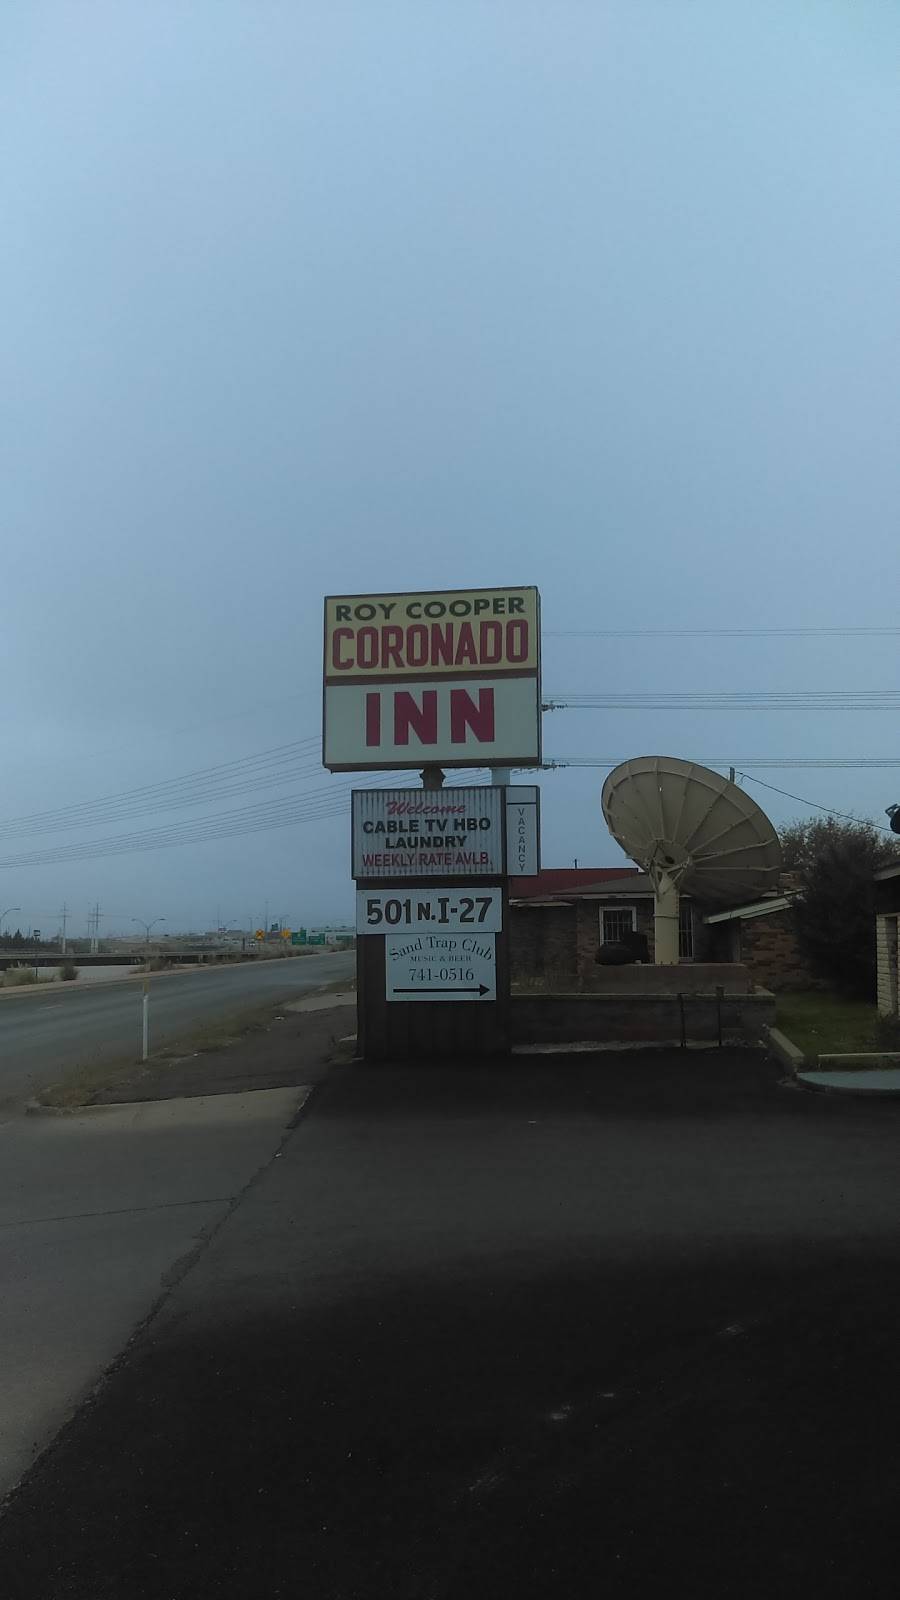 ROY COOPER
CORONADO
INN
Welcome
CABLE TV HBO
LAUNDRY
WEEKLY RATE AVLB.
VACANCY
501 N. I-27
Sand Trap Club
MUSIC & BEER
741-0516